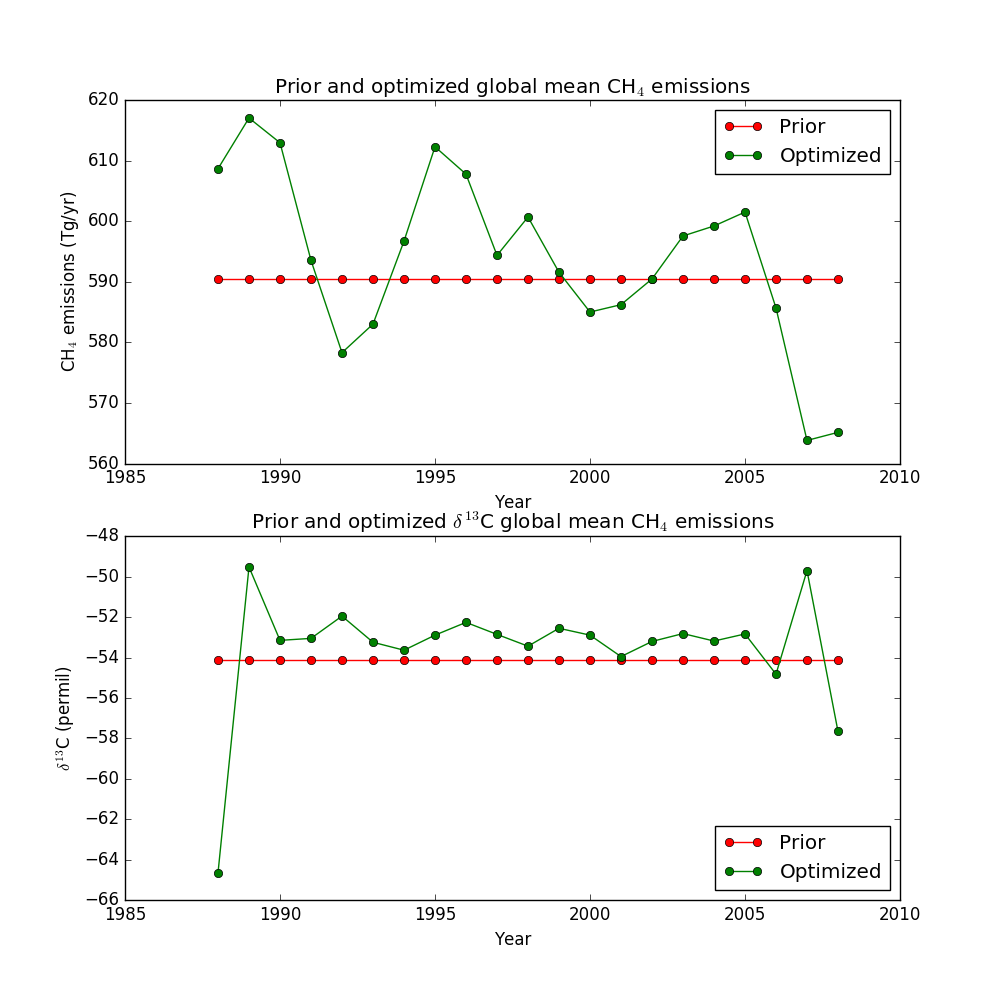 Prior and optimized global mean CH₄ emissions
620
610
600
590
580
570
560
CH₄ emissions (Tg/yr)
Prior
Optimized
1985 1990 1995 2000 2005 2010
Year
Prior and optimized δ¹³C global mean CH₄ emissions
−48
−50
−52
−54
−56
−58
−60
−62
−64
−66
δ¹³C (permil)
Prior
Optimized
1985 1990 1995 2000 2005 2010
Year